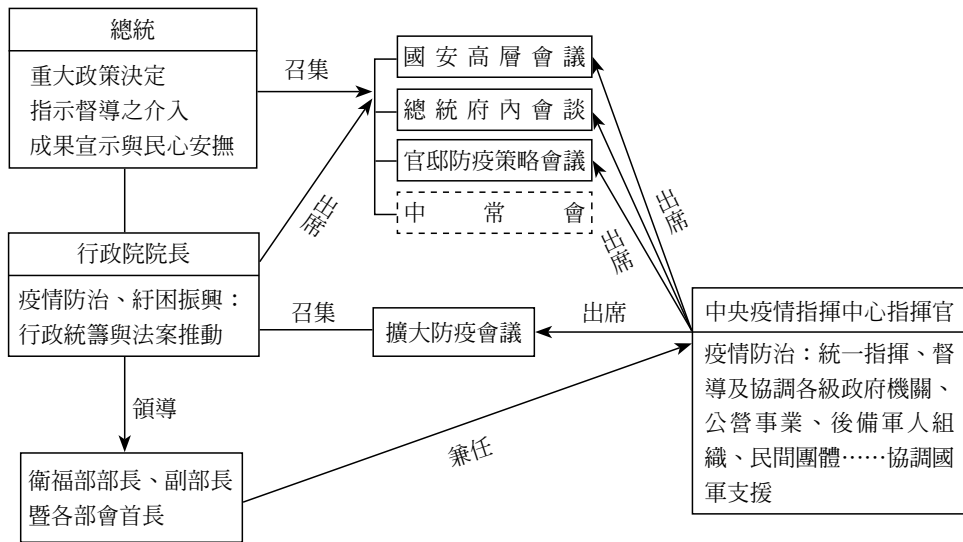 總統
重大政策決定
指示督導之介入
成果宣示與民心安撫
召集
國安高層會議
總統府內會談
官邸防疫策略會議
中常會
出席
出席
出席
行政院院長
疫情防治、紓困振興：
行政統籌與法案推動
召集
擴大防疫會議
出席
中央疫情指揮中心指揮官
疫情防治：統一指揮、督
導及協調各級政府機關、
公營事業、後備軍人組
織、民間團體……協調國
軍支援
領導
兼任
衛福部部長、副部長
暨各部會首長